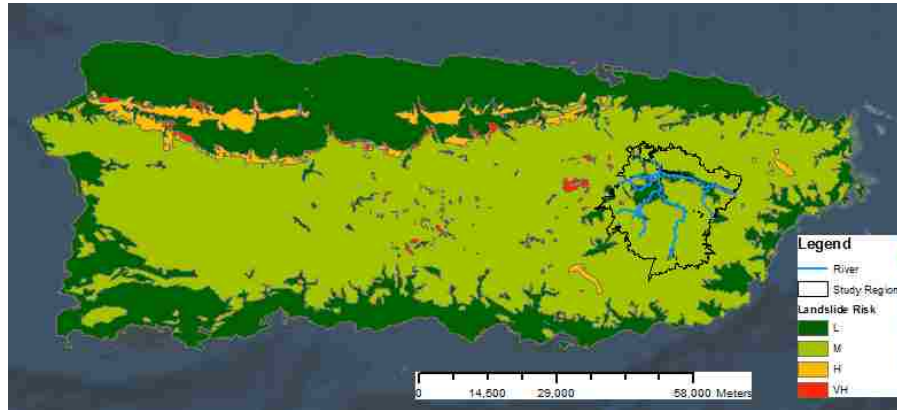 Legend
River
Study Region
Landslide Risk
L
M
H
VH
0 14,500 29,000 58,000 Meters